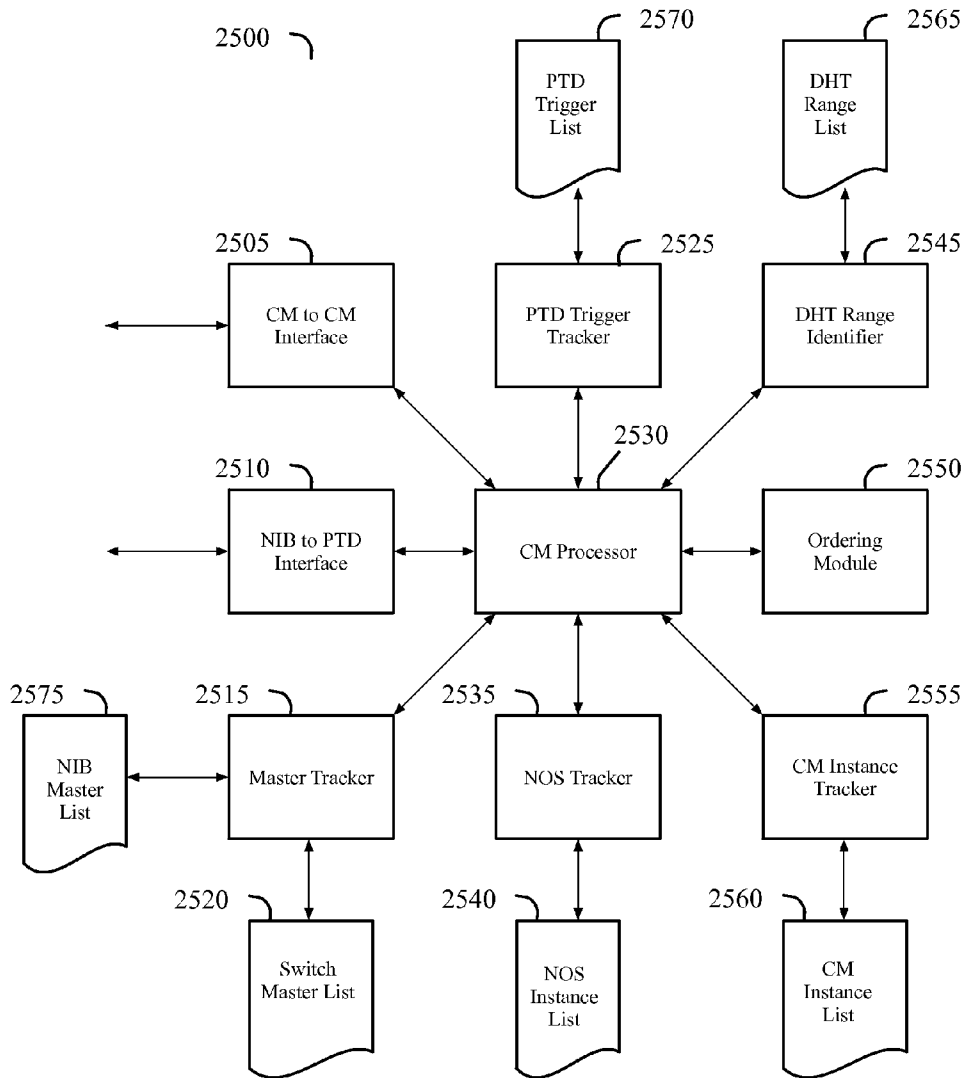 2500
2570
2565
PTD
Trigger
List
DHT
Range
List
2505
2525
2545
CM to CM
Interface
PTD Trigger
Tracker
DHT Range
Identifier
2510
2530
2550
NIB to PTD
Interface
CM Processor
Ordering
Module
2575
2515
2535
2555
NIB
Master
List
Master Tracker
NOS Tracker
CM Instance
Tracker
2520
2540
2560
Switch
Master List
NOS
Instance List
CM
Instance List